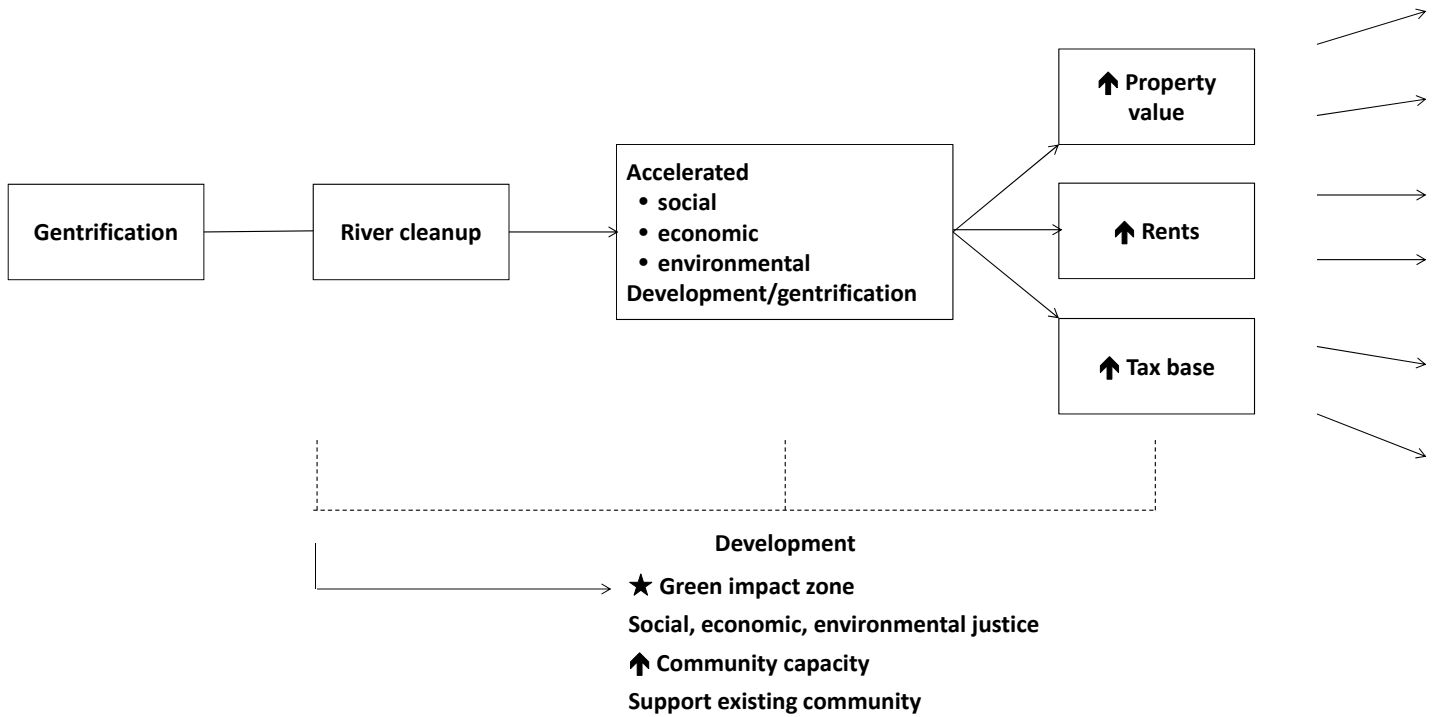 Gentrification
River cleanup
Accelerated
• social
• economic
• environmental
Development/gentrification
↑ Property
value
↑ Rents
↑ Tax base
Development
★ Green impact zone
Social, economic, environmental justice
↑ Community capacity
Support existing community